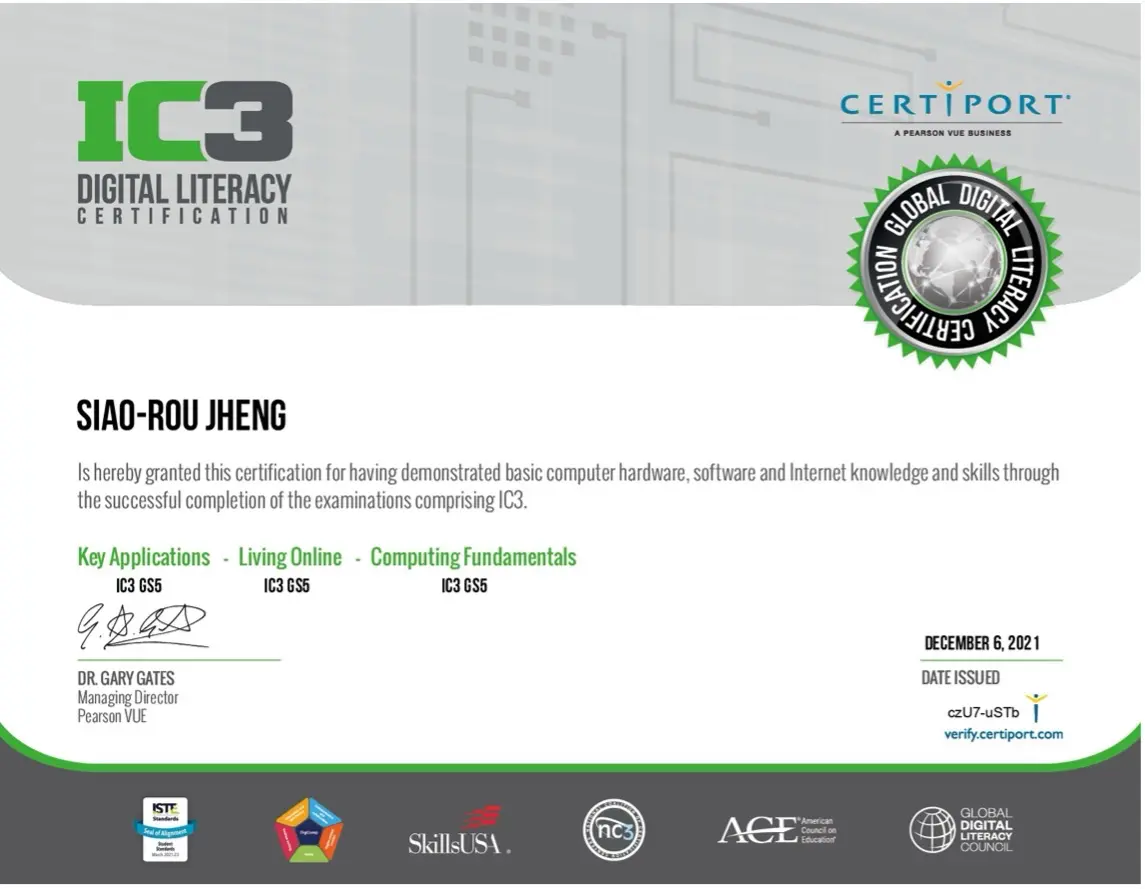 IC3
DIGITAL LITERACY
CERTIFICATION
CERTIPORT®
A PEARSON VUE BUSINESS
GLOBAL DIGITAL LITERACY CERTIFICATION
SIAO-ROU JHENG
Is hereby granted this certification for having demonstrated basic computer hardware, software and Internet knowledge and skills through
the successful completion of the examinations comprising IC3.
Key Applications - Living Online - Computing Fundamentals
IC3 GS5 IC3 GS5 IC3 GS5
DECEMBER 6, 2021
DR. GARY GATES
DATE ISSUED
Managing Director
Pearson VUE
czU7-uSTb
verify.certiport.com
ISTE
Standards
Seal of Alignment
Student
Standards
March 2021-23
DigComp
SkillsUSA
nc3
ACE®
American
Council on
Education®
GLOBAL
DIGITAL
LITERACY
COUNCIL